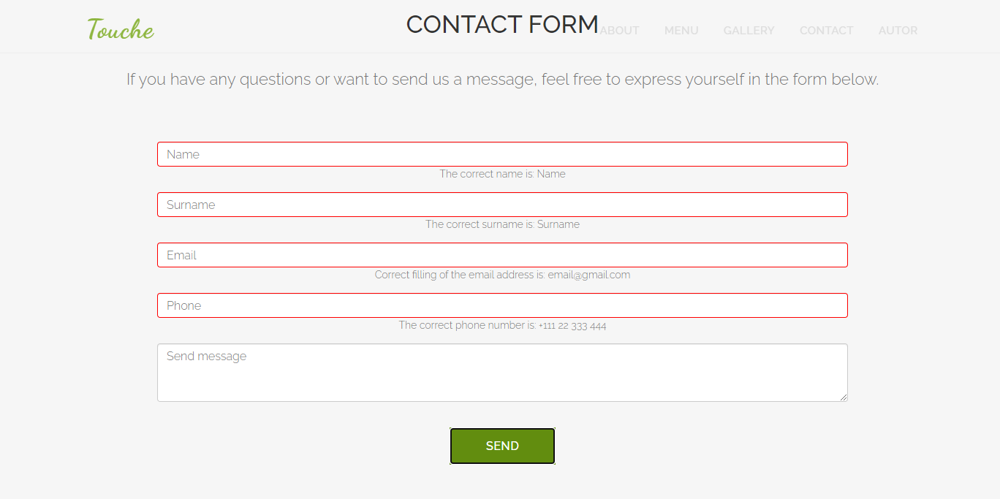 Touche
CONTACT FORM
ABOUT MENU GALLERY CONTACT AUTOR
If you have any questions or want to send us a message, feel free to express yourself in the form below.
Name
The correct name is: Name
Surname
The correct surname is: Surname
Email
Correct filling of the email address is: email@gmail.com
Phone
The correct phone number is: +111 22 333 444
Send message
SEND